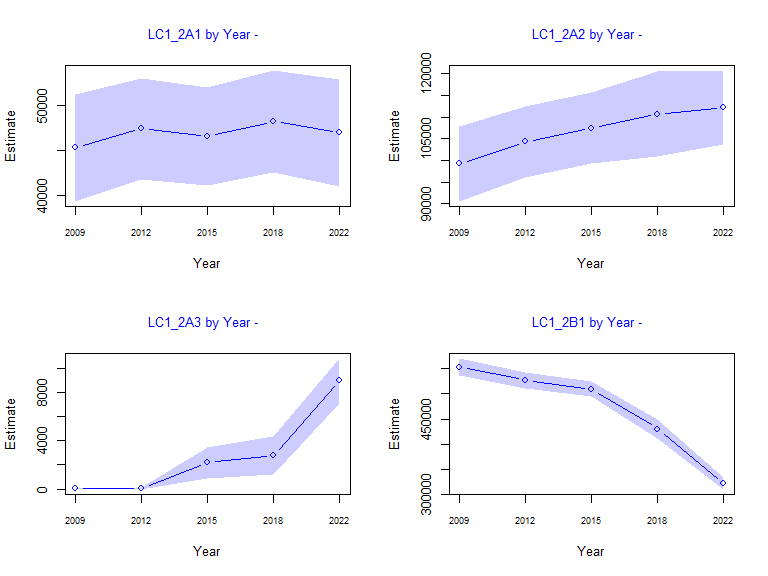 LC1_2A1 by Year -
Estimate
50000
40000
2009 2012 2015 2018 2022
Year
LC1_2A2 by Year -
Estimate
120000
105000
90000
2009 2012 2015 2018 2022
Year
LC1_2A3 by Year -
Estimate
8000
4000
0
2009 2012 2015 2018 2022
Year
LC1_2B1 by Year -
Estimate
450000
300000
2009 2012 2015 2018 2022
Year